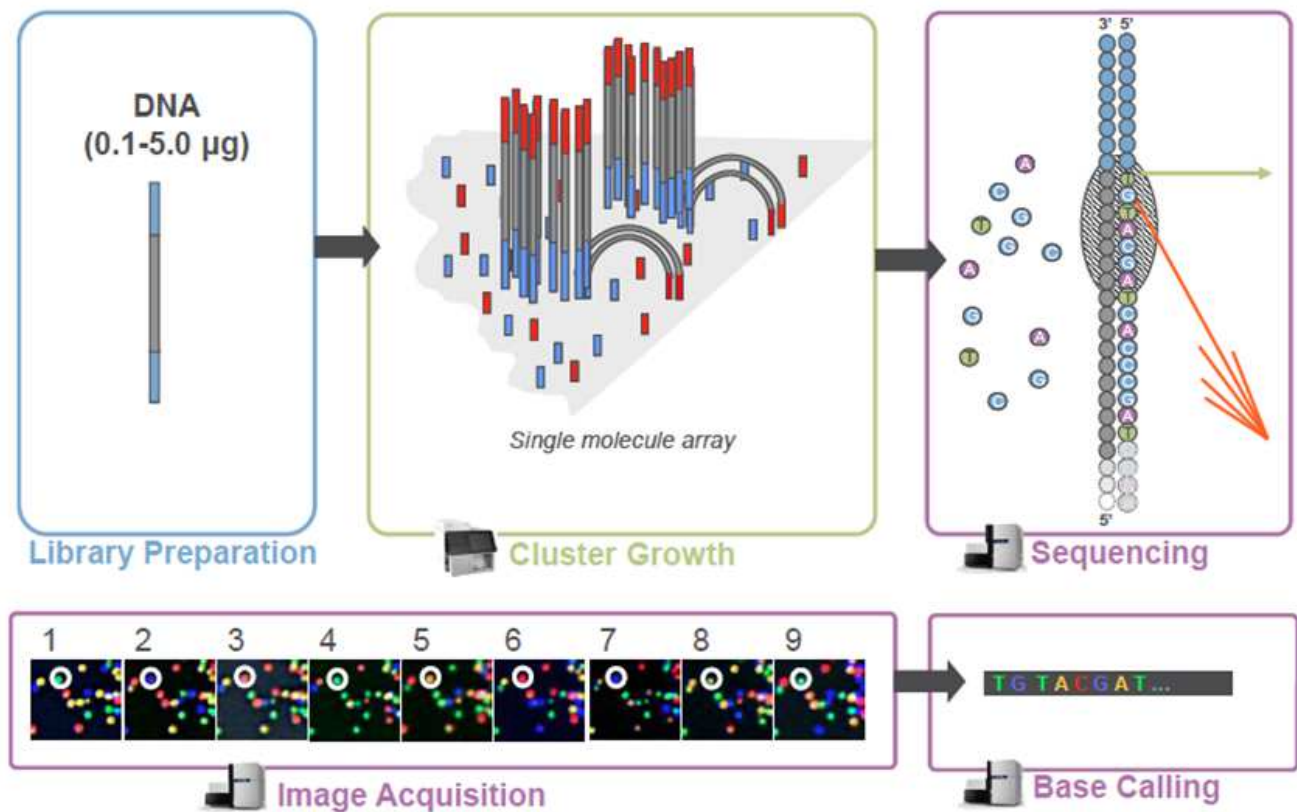 DNA
(0.1-5.0 µg)
Library Preparation
Single molecule array
Cluster Growth
3' 5'
A
C
G
T
G
C
A
G
A
T
G
C
T
G
T
A
C
G
A
T
C
A
G
C
C
G
A
T
5'
Sequencing
1 2 3 4 5 6 7 8 9
Image Acquisition
TGTACGAT...
Base Calling